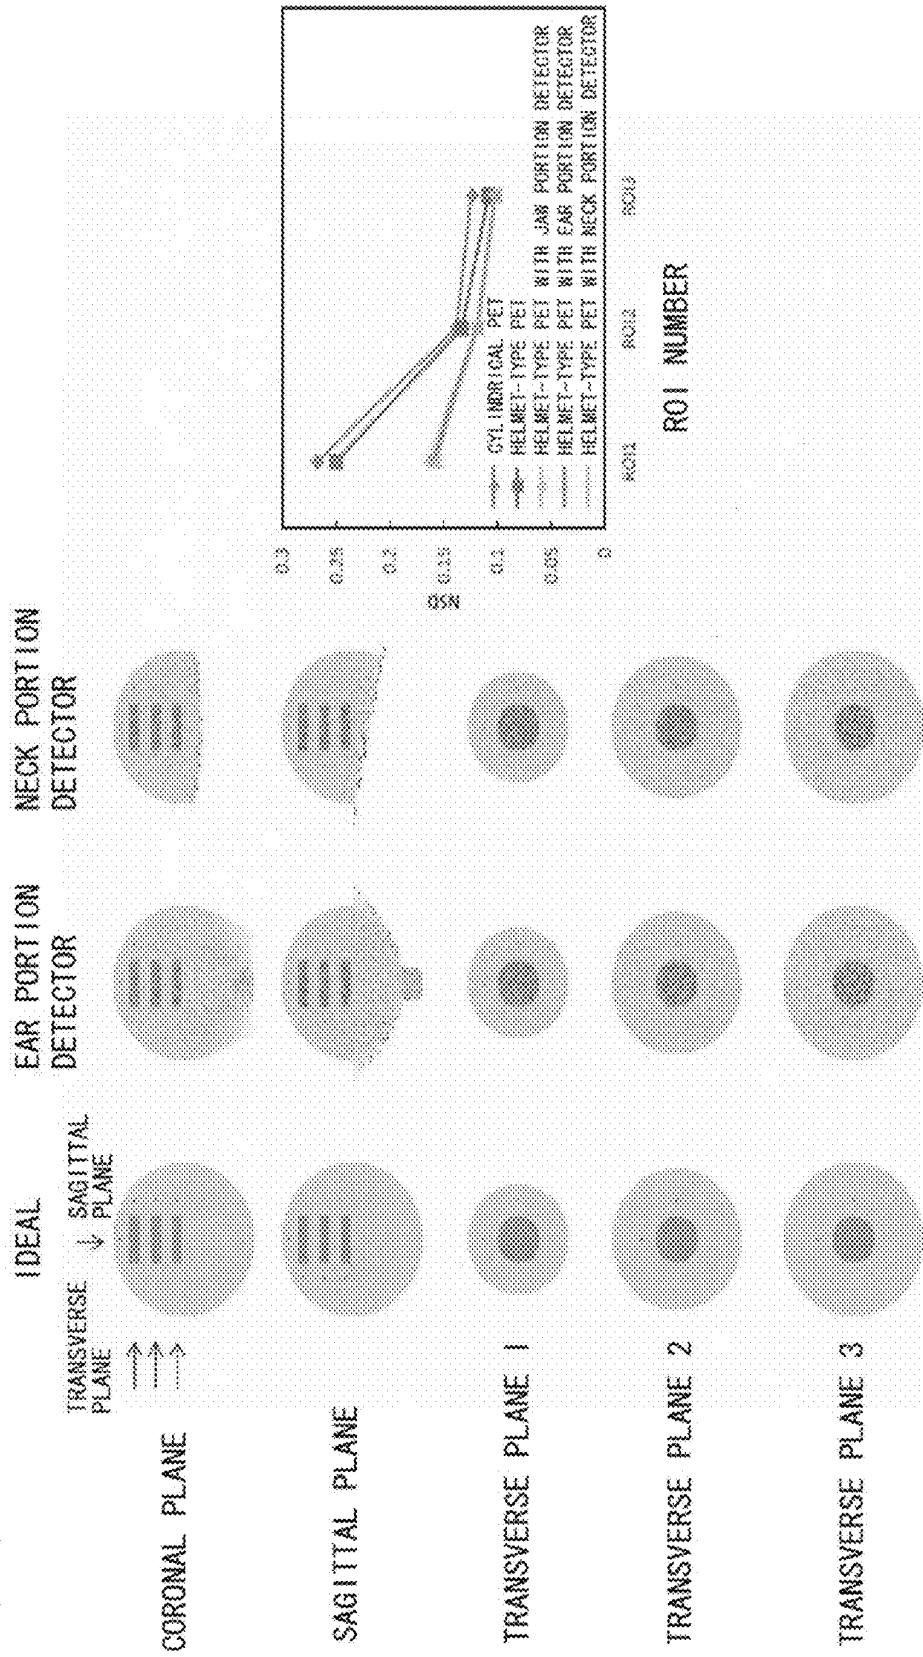 IDEAL
EAR PORTION
DETECTOR
NECK PORTION
DETECTOR
TRANSVERSE
PLANE
SAGITTAL
PLANE
CORONAL PLANE
SAGITTAL PLANE
TRANSVERSE PLANE 1
TRANSVERSE PLANE 2
TRANSVERSE PLANE 3
NSD
0.3
0.25
0.2
0.15
0.1
0.05
0
CYLINDRICAL PET
HELMET-TYPE PET
HELMET-TYPE PET WITH JAW PORTION DETECTOR
HELMET-TYPE PET WITH EAR PORTION DETECTOR
HELMET-TYPE PET WITH NECK PORTION DETECTOR
ROI1
ROI2
ROI3
ROI NUMBER